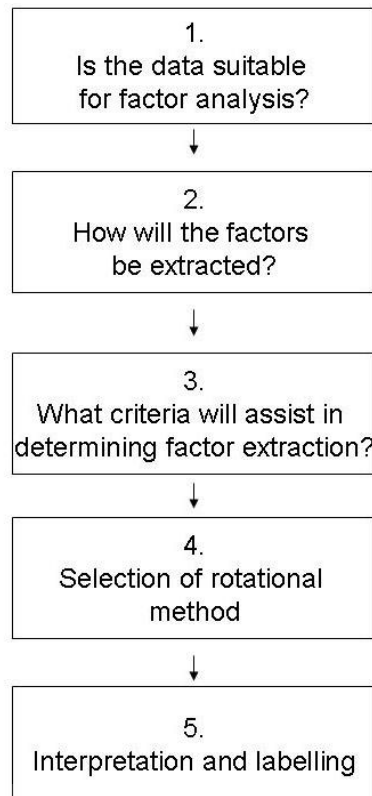 1.
Is the data suitable
for factor analysis?
2.
How will the factors
be extracted?
3.
What criteria will assist in
determining factor extraction?
4.
Selection of rotational
method
5.
Interpretation and labelling